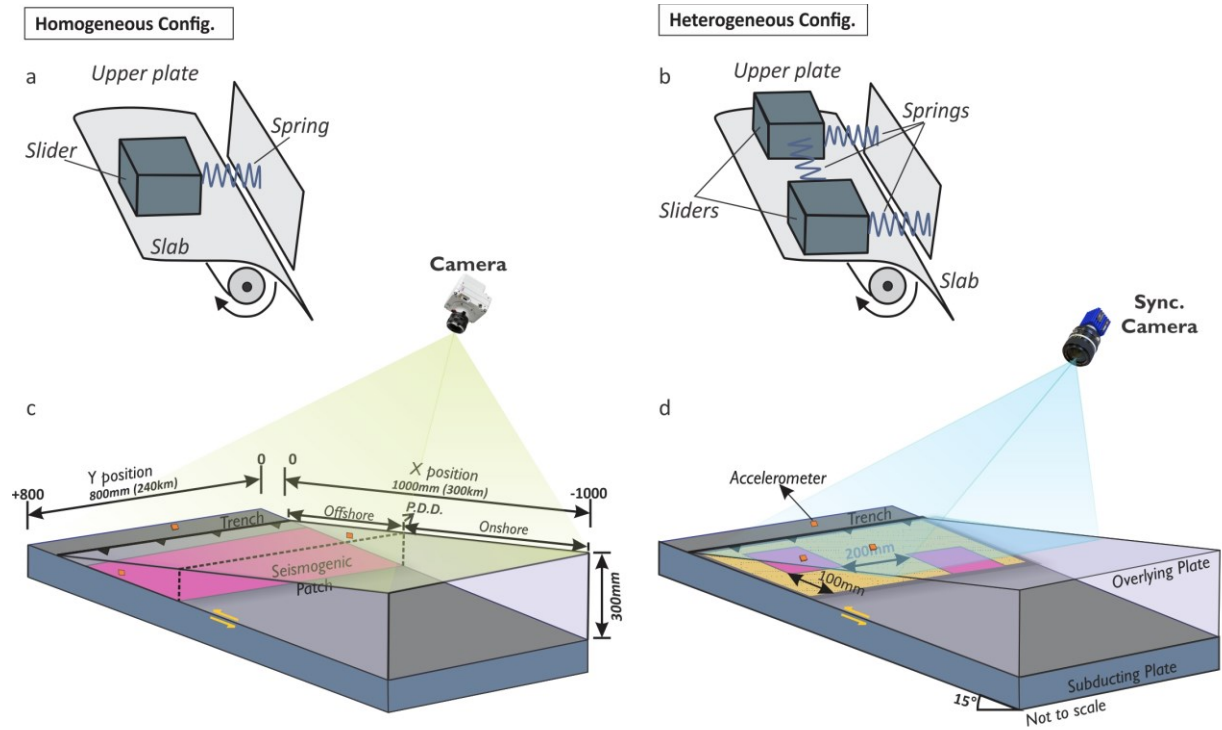 Homogeneous Config.
Heterogeneous Config.
a
Upper plate
Spring
Slider
Slab
b
Upper plate
Springs
Sliders
Slab
Camera
Sync.
Camera
c
Y position
800mm (240km)
+800
0
0
X position
1000mm (300km)
-1000
P.D.D.
Offshore
Onshore
Trench
Seismogenic
Patch
300mm
d
Accelerometer
Trench
200mm
100mm
Overlying Plate
Subducting Plate
15°
Not to scale